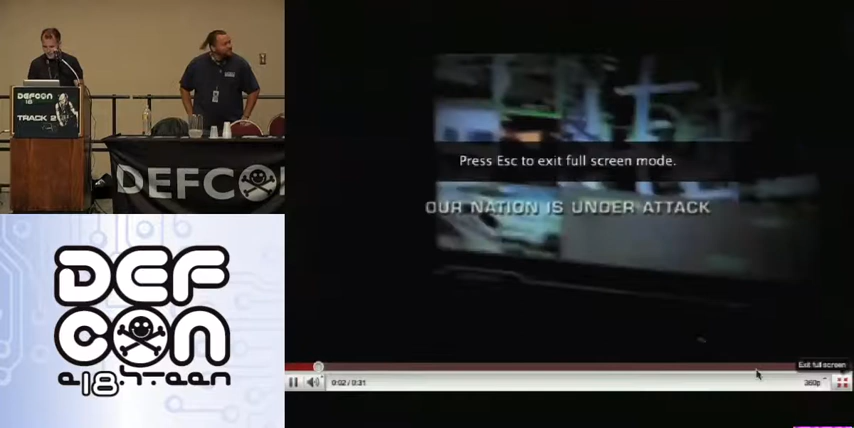 DEFCON
18
TRACK 2
DEFC N
DEF
CON
e18hteen
Press Esc to exit full screen mode.
OUR NATION IS UNDER ATTACK
Exit full screen
0:02 / 0:31
360p